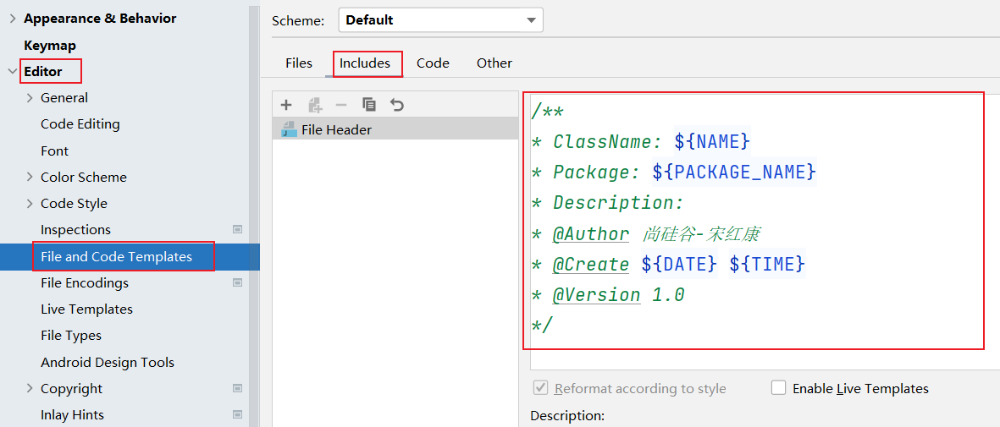 Appearance & Behavior
Keymap
Editor
General
Code Editing
Font
Color Scheme
Code Style
Inspections
File and Code Templates
File Encodings
Live Templates
File Types
Android Design Tools
Copyright
Inlay Hints
Scheme: Default
Files Includes Code Other
File Header
/**
* ClassName: ${NAME}
* Package: ${PACKAGE_NAME}
* Description:
* @Author 尚硅谷-宋红康
* @Create ${DATE} ${TIME}
* @Version 1.0
*/
Reformat according to style Enable Live Templates
Description: